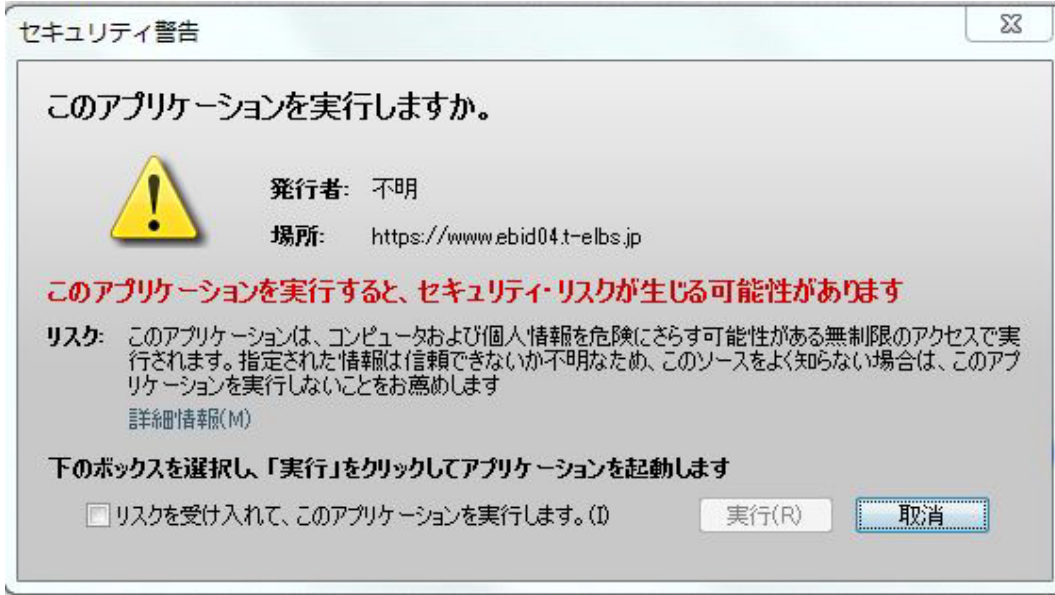 セキュリティ警告
このアプリケーションを実行しますか。
発行者: 不明
場所: https://www.ebid04.t-elbs.jp
このアプリケーションを実行すると、セキュリティ・リスクが生じる可能性があります
リスク: このアプリケーションは、コンピュータおよび個人情報を危険にさらす可能性がある無制限のアクセスで実
行されます。指定された情報は信頼できないか不明なため、このソースをよく知らない場合は、このアプ
リケーションを実行しないことをお薦めします
詳細情報(M)
下のボックスを選択し、「実行」をクリックしてアプリケーションを起動します
リスクを受け入れて、このアプリケーションを実行します。(I)
実行(R) 取消